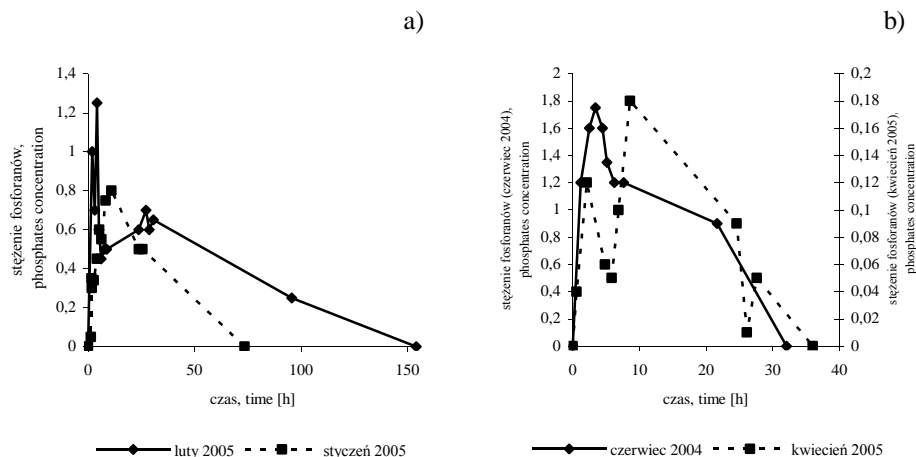 a)
stężenie fosforanów,
phosphates concentration
1,4
1,2
1
0,8
0,6
0,4
0,2
0
0
50
100
150
czas, time [h]
luty 2005
styczeń 2005
b)
stężenie fosforanów (czerwiec 2004),
phosphates concentration
2
1,8
1,6
1,4
1,2
1
0,8
0,6
0,4
0,2
0
0
10
20
30
40
czas, time [h]
0,2
0,18
0,16
0,14
0,12
0,1
0,08
0,06
0,04
0,02
0
stężenie fosforanów (kwiecień 2005),
phosphates concentration
czerwiec 2004
kwiecień 2005